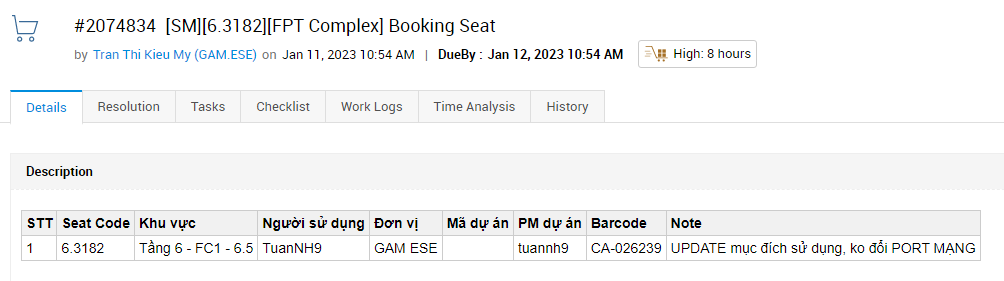 #2074834 [SM][6.3182][FPT Complex] Booking Seat
by Tran Thi Kieu My (GAM.ESE) on Jan 11, 2023 10:54 AM | DueBy : Jan 12, 2023 10:54 AM High: 8 hours
Details Resolution Tasks Checklist Work Logs Time Analysis History
Description
STT Seat Code Khu vực Người sử dụng Đơn vị Mã dự án PM dự án Barcode Note
1 6.3182 Tầng 6 - FC1 - 6.5 TuanNH9 GAM ESE tuannh9 CA-026239 UPDATE mục đích sử dụng, ko đổi PORT MẠNG